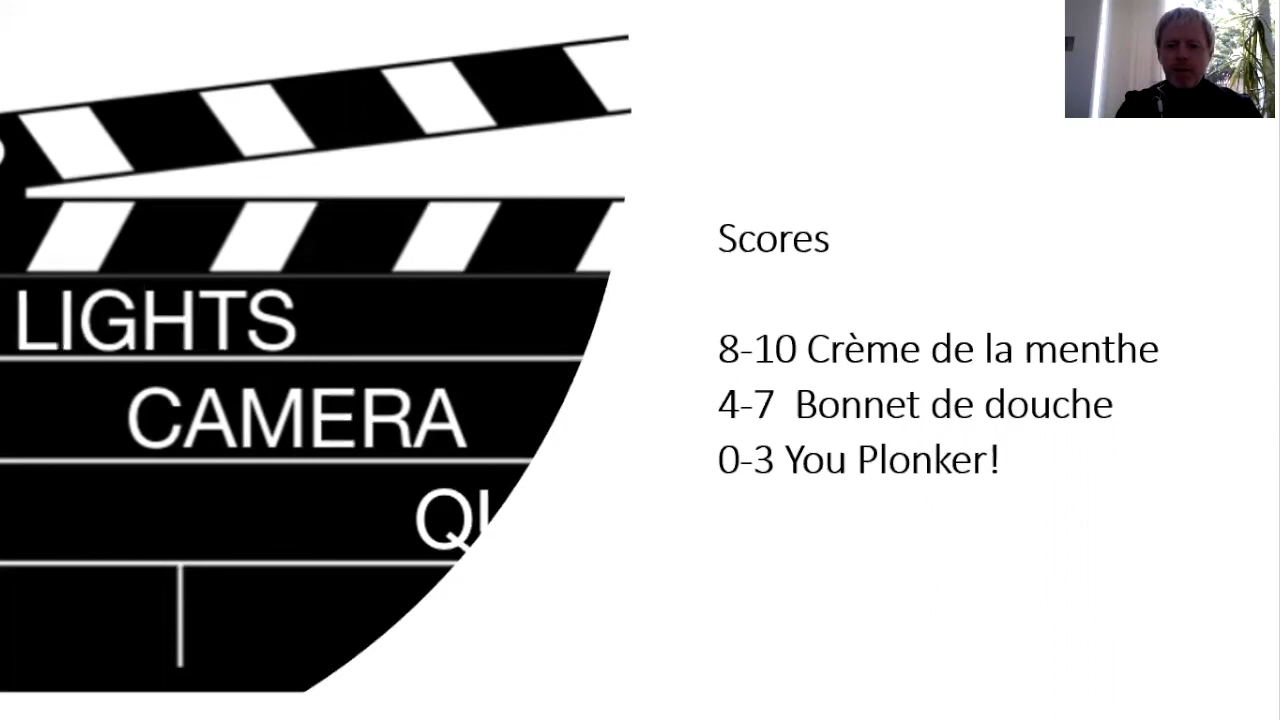 LIGHTS
CAMERA
Scores
8-10 Crème de la menthe
4-7 Bonnet de douche
0-3 You Plonker!